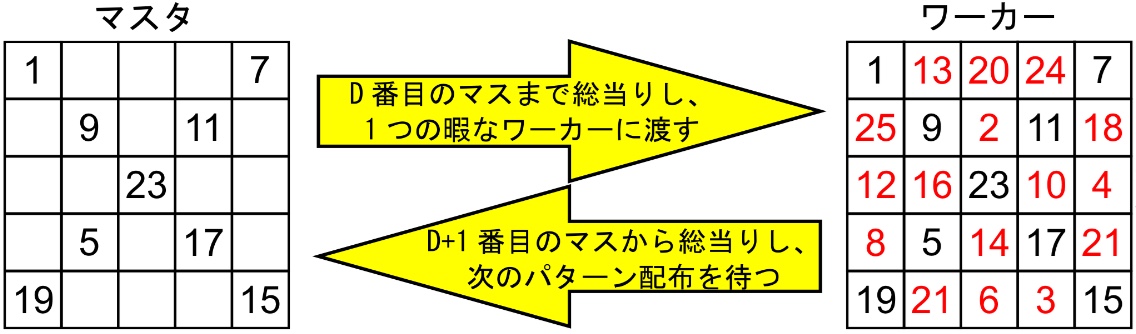 マスタ
1 7
9 11
23
5 17
19 15
D番目のマスまで総当りし、
1つの暇なワーカーに渡す
D+1番目のマスから総当りし、
次のパターン配布を待つ
ワーカー
1 13 20 24 7
25 9 2 11 18
12 16 23 10 4
8 5 14 17 21
19 21 6 3 15